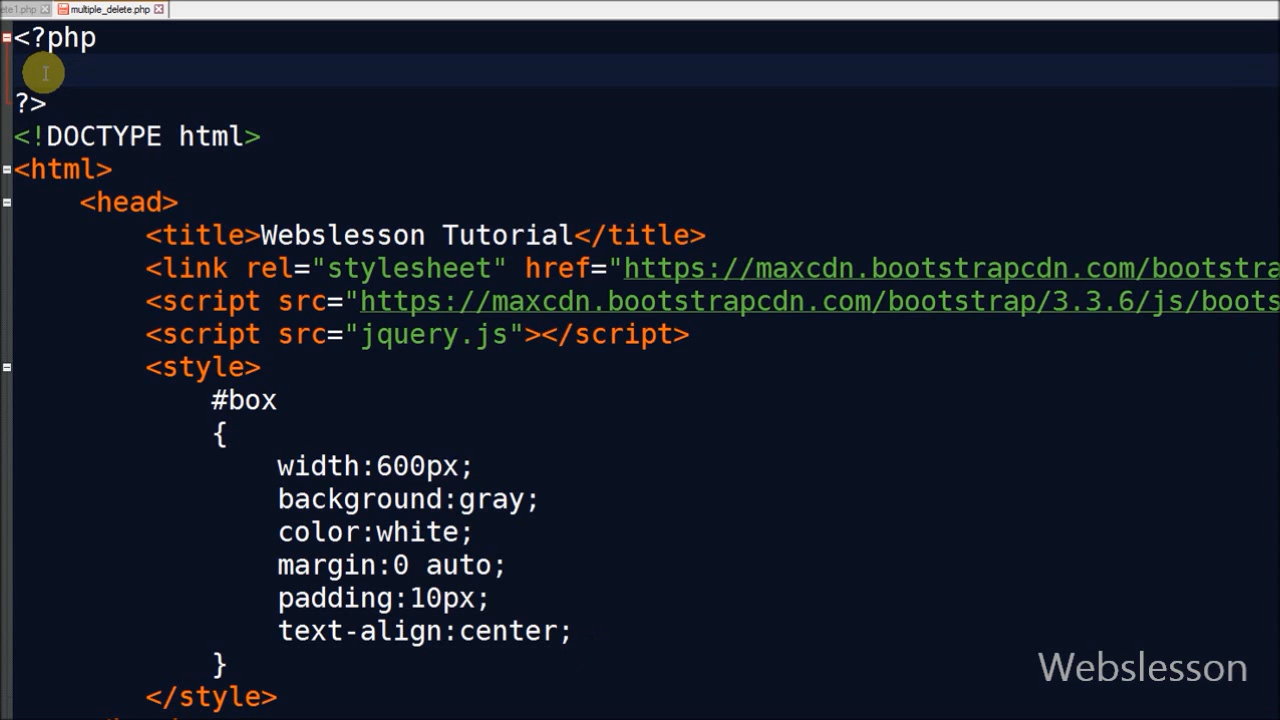 ete1.php multiple_delete.php
<?php
?>
<!DOCTYPE html>
<html>
<head>
<title>Webslesson Tutorial</title>
<link rel="stylesheet" href="https://maxcdn.bootstrapcdn.com/bootstra
<script src="https://maxcdn.bootstrapcdn.com/bootstrap/3.3.6/js/boots
<script src="jquery.js"></script>
<style>
#box
{
width:600px;
background:gray;
color:white;
margin:0 auto;
padding:10px;
text-align:center;
}
</style>
Webslesson